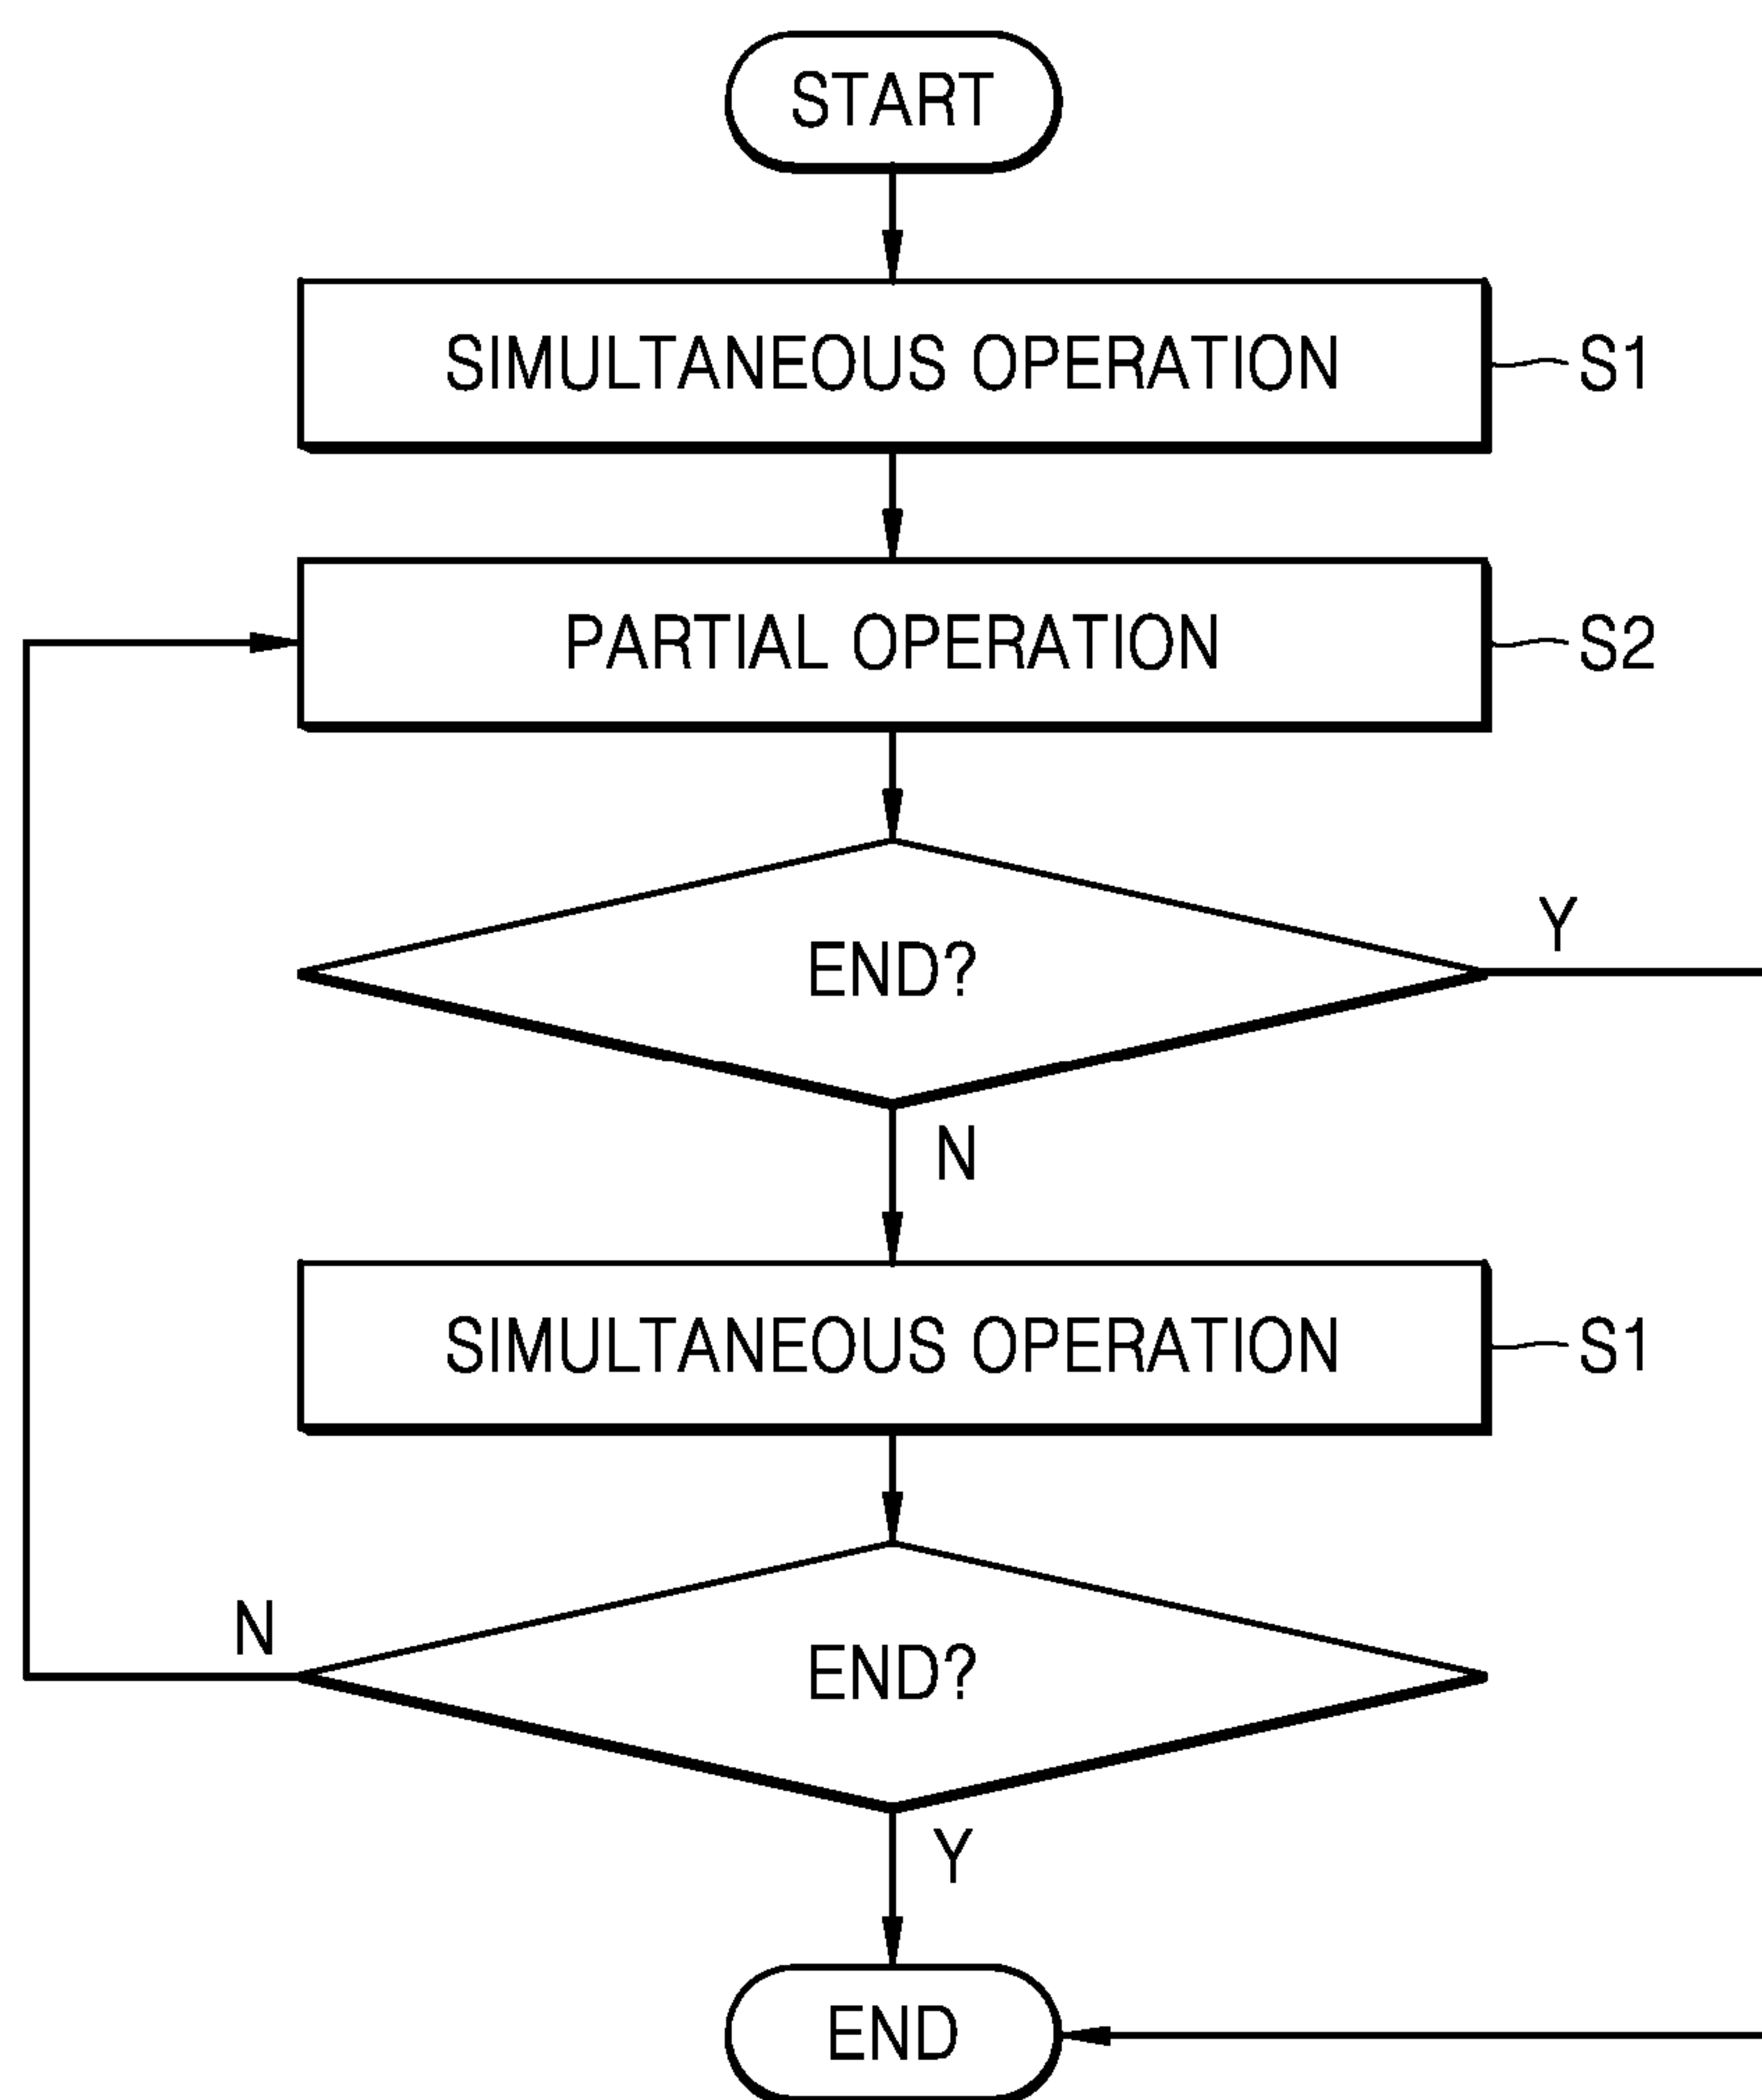 START
SIMULTANEOUS OPERATION
S1
PARTIAL OPERATION
S2
END?
Y
N
SIMULTANEOUS OPERATION
S1
END?
N
Y
END